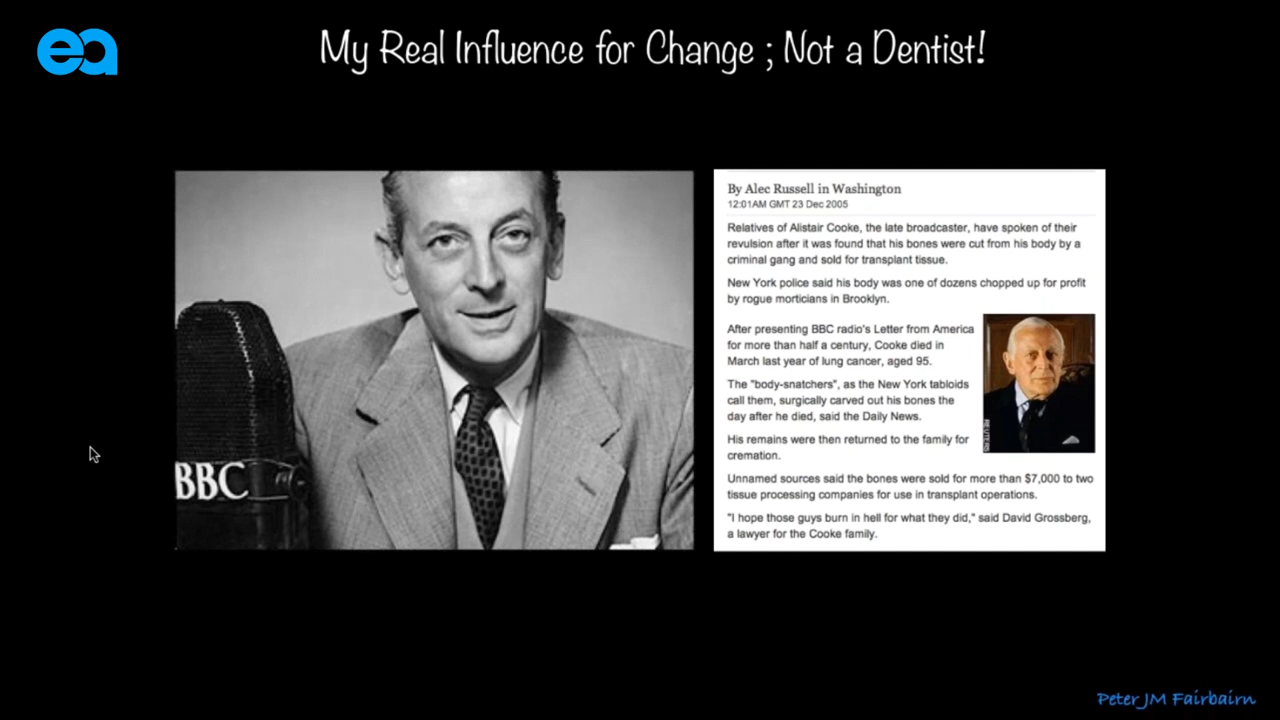 ea
My Real Influence for Change ; Not a Dentist!
BBC
By Alec Russell in Washington
12:01AM GMT 23 Dec 2005
Relatives of Alistair Cooke, the late broadcaster, have spoken of their
revulsion after it was found that his bones were cut from his body by a
criminal gang and sold for transplant tissue.
New York police said his body was one of dozens chopped up for profit
by rogue morticians in Brooklyn.
After presenting BBC radio's Letter from America
for more than half a century, Cooke died in
March last year of lung cancer, aged 95.
The "body-snatchers", as the New York tabloids
call them, surgically carved out his bones the
day after he died, said the Daily News.
His remains were then returned to the family for
cremation.
REUTERS
Unnamed sources said the bones were sold for more than $7,000 to two
tissue processing companies for use in transplant operations.
"I hope those guys burn in hell for what they did," said David Grossberg,
a lawyer for the Cooke family.
Peter JM Fairbairn